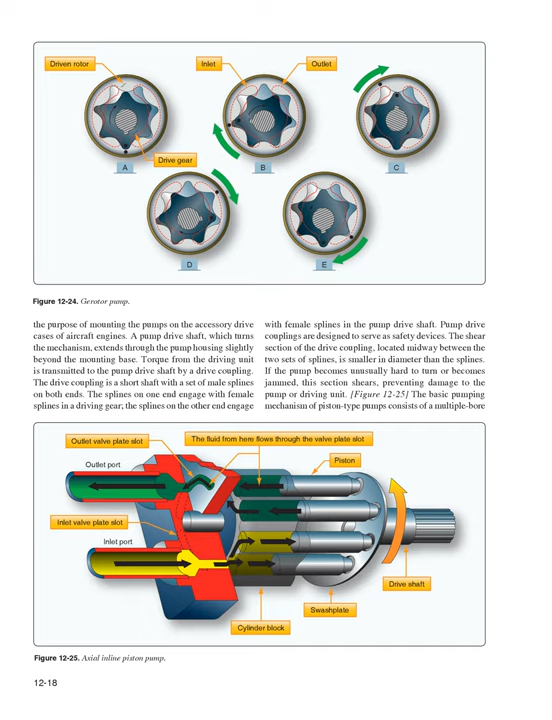 Driven rotor
Inlet
Outlet
Drive gear
A
B
C
D
E
Figure 12-24. Gerotor pump.
the purpose of mounting the pumps on the accessory drive
cases of aircraft engines. A pump drive shaft, which turns
the mechanism, extends through the pump housing slightly
beyond the mounting base. Torque from the driving unit
is transmitted to the pump drive shaft by a drive coupling.
The drive coupling is a short shaft with a set of male splines
on both ends. The splines on one end engage with female
splines in a driving gear; the splines on the other end engage
with female splines in the pump drive shaft. Pump drive
couplings are designed to serve as safety devices. The shear
section of the drive coupling, located midway between the
two sets of splines, is smaller in diameter than the splines.
If the pump becomes unusually hard to turn or becomes
jammed, this section shears, preventing damage to the
pump or driving unit. [Figure 12-25] The basic pumping
mechanism of piston-type pumps consists of a multiple-bore
Outlet valve plate slot
The fluid from here flows through the valve plate slot
Outlet port
Piston
Inlet valve plate slot
Inlet port
Drive shaft
Swashplate
Cylinder block
Figure 12-25. Axial inline piston pump.
12-18